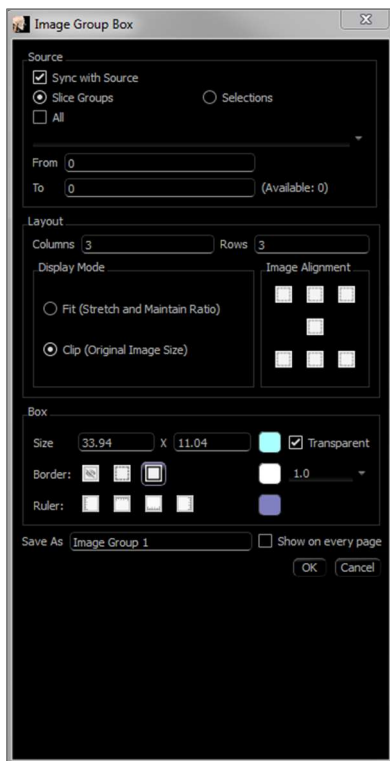 Image Group Box
Source
Sync with Source
Slice Groups Selections
All
From 0
To 0 (Available: 0)
Layout
Columns 3 Rows 3
Display Mode Image Alignment
Fit (Stretch and Maintain Ratio)
Clip (Original Image Size)
Box
Size 33.94 X 11.04 Transparent
Border: 1.0
Ruler:
Save As Image Group 1 Show on every page
OK Cancel